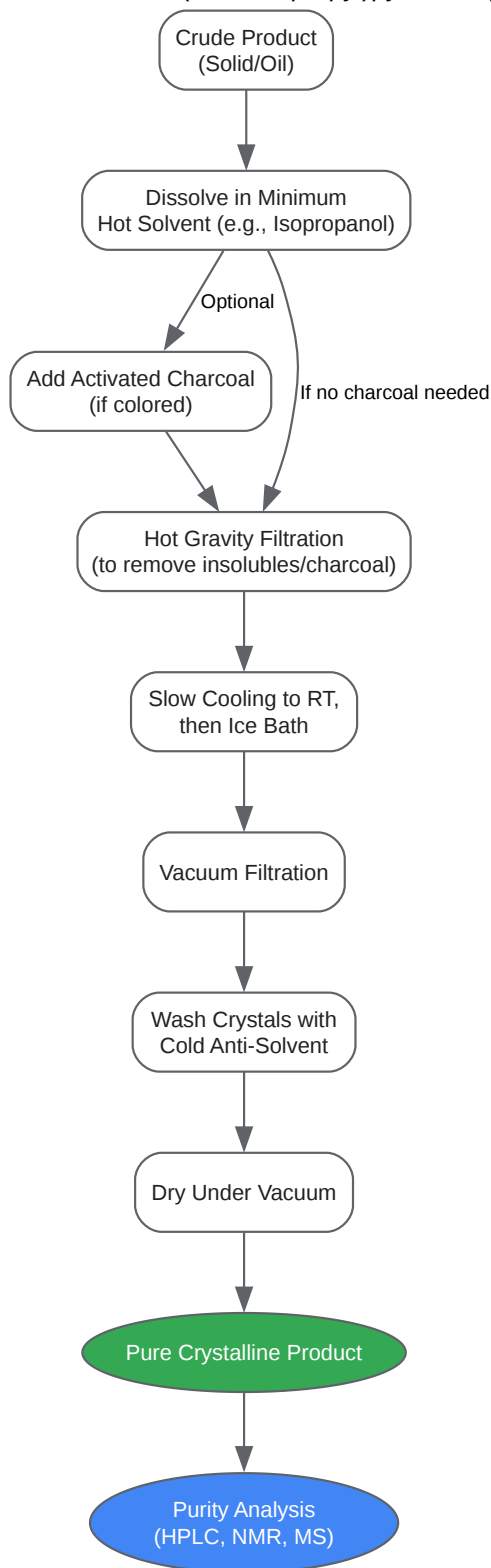 Crude Product
(Solid/Oil)
Dissolve in Minimum
Hot Solvent (e.g., Isopropanol)
Optional
Add Activated Charcoal
(if colored)
If no charcoal needed
Hot Gravity Filtration
(to remove insolubles/charcoal)
Slow Cooling to RT,
then Ice Bath
Vacuum Filtration
Wash Crystals with
Cold Anti-Solvent
Dry Under Vacuum
Pure Crystalline Product
Purity Analysis
(HPLC, NMR, MS)